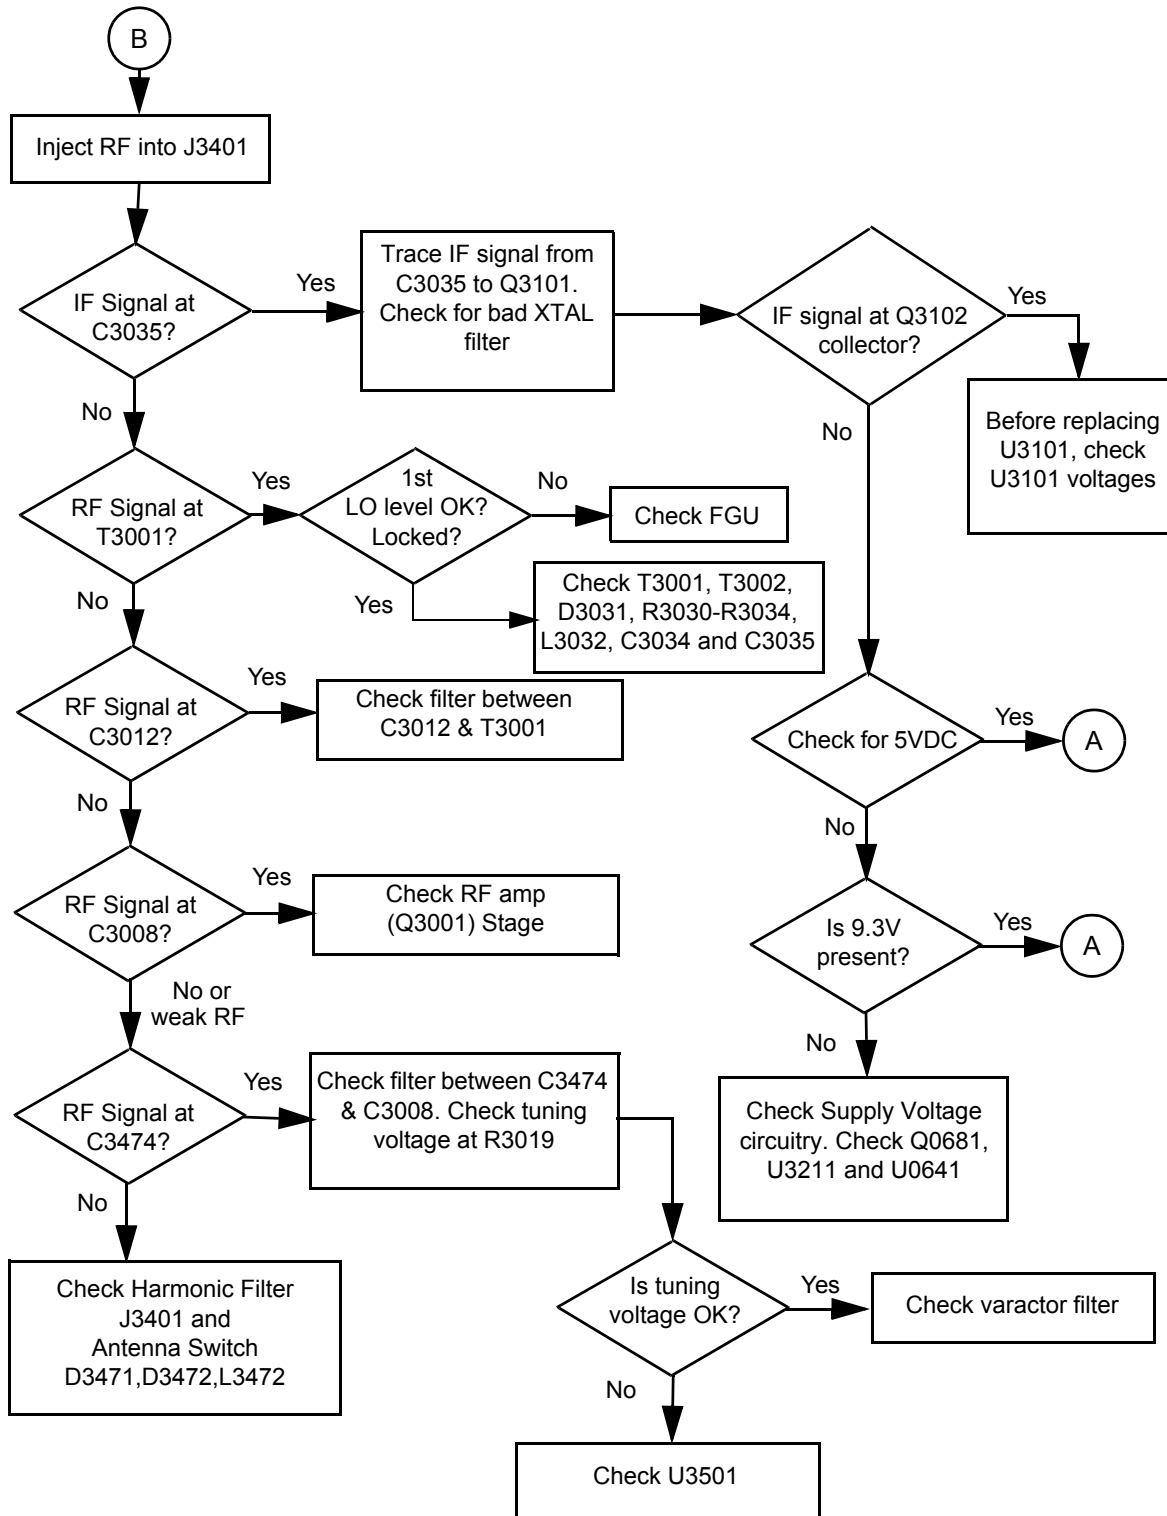 B
Inject RF into J3401
IF Signal at
C3035?
Yes
No
Trace IF signal from
C3035 to Q3101.
Check for bad XTAL
filter
IF signal at Q3102
collector?
Yes
No
Before replacing
U3101, check
U3101 voltages
RF Signal at
T3001?
Yes
No
1st
LO level OK?
Locked?
No
Check FGU
Yes
Check T3001, T3002,
D3031, R3030-R3034,
L3032, C3034 and C3035
RF Signal at
C3012?
Yes
No
Check filter between
C3012 & T3001
Check for 5VDC
Yes
A
No
RF Signal at
C3008?
Yes
No or
weak RF
Check RF amp
(Q3001) Stage
Is 9.3V
present?
Yes
A
No
Check Supply Voltage
circuitry. Check Q0681,
U3211 and U0641
RF Signal at
C3474?
Yes
No
Check filter between C3474
& C3008. Check tuning
voltage at R3019
Check Harmonic Filter
J3401 and
Antenna Switch
D3471,D3472,L3472
Is tuning
voltage OK?
Yes
Check varactor filter
No
Check U3501